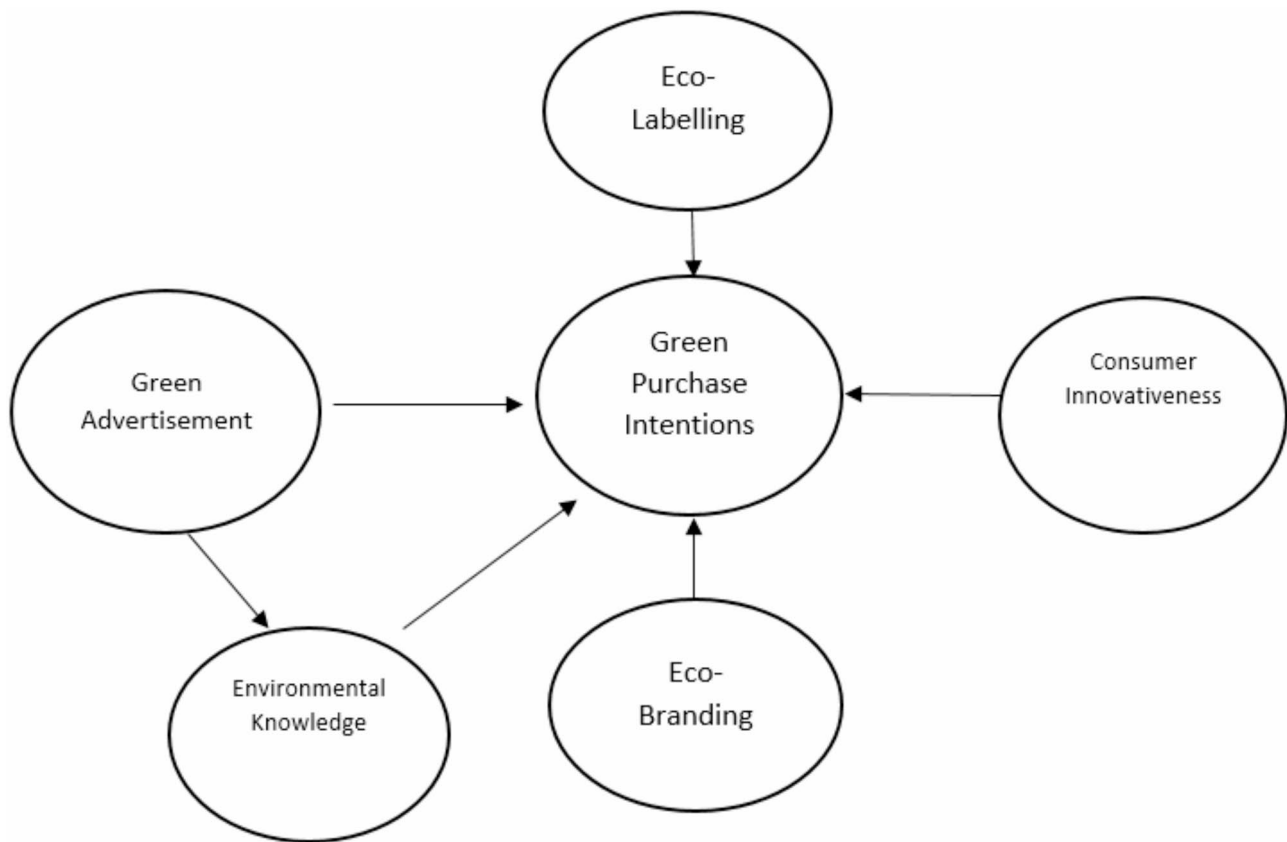 Eco-
Labelling
Green
Advertisement
Green
Purchase
Intentions
Consumer
Innovativeness
Environmental
Knowledge
Eco-
Branding